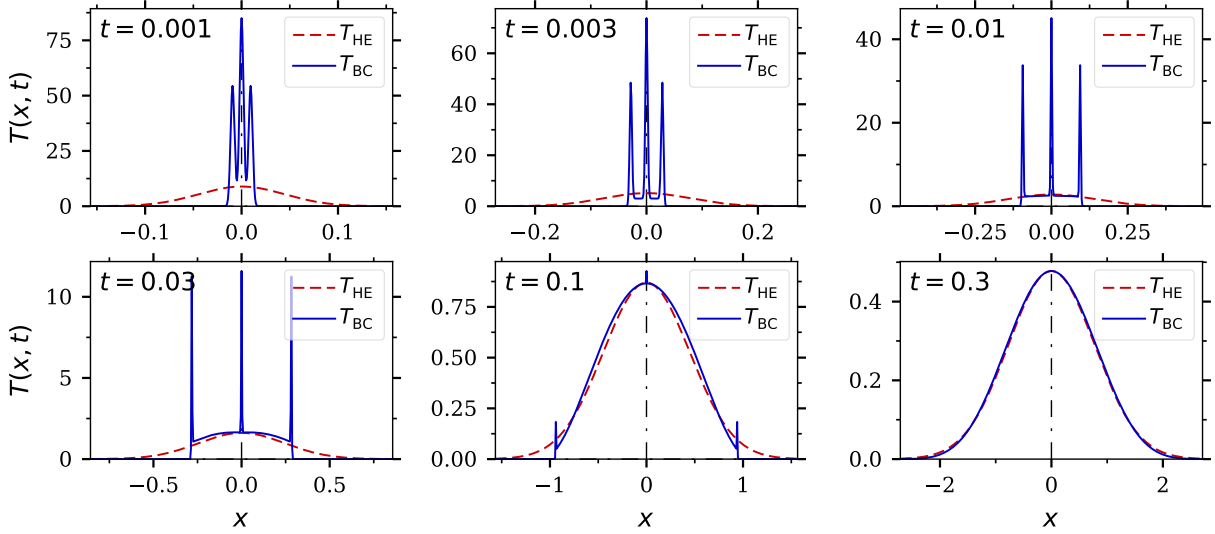 t = 0.001
T_HE
T_BC
T(x, t)
75
50
25
0
−0.1
0.0
0.1
t = 0.003
T_HE
T_BC
60
40
20
0
−0.2
0.0
0.2
t = 0.01
T_HE
T_BC
40
20
0
−0.25
0.00
0.25
t = 0.03
T_HE
T_BC
T(x, t)
10
5
0
−0.5
0.0
0.5
x
t = 0.1
T_HE
T_BC
0.75
0.50
0.25
0.00
−1
0
1
x
t = 0.3
T_HE
T_BC
0.4
0.2
0.0
−2
0
2
x